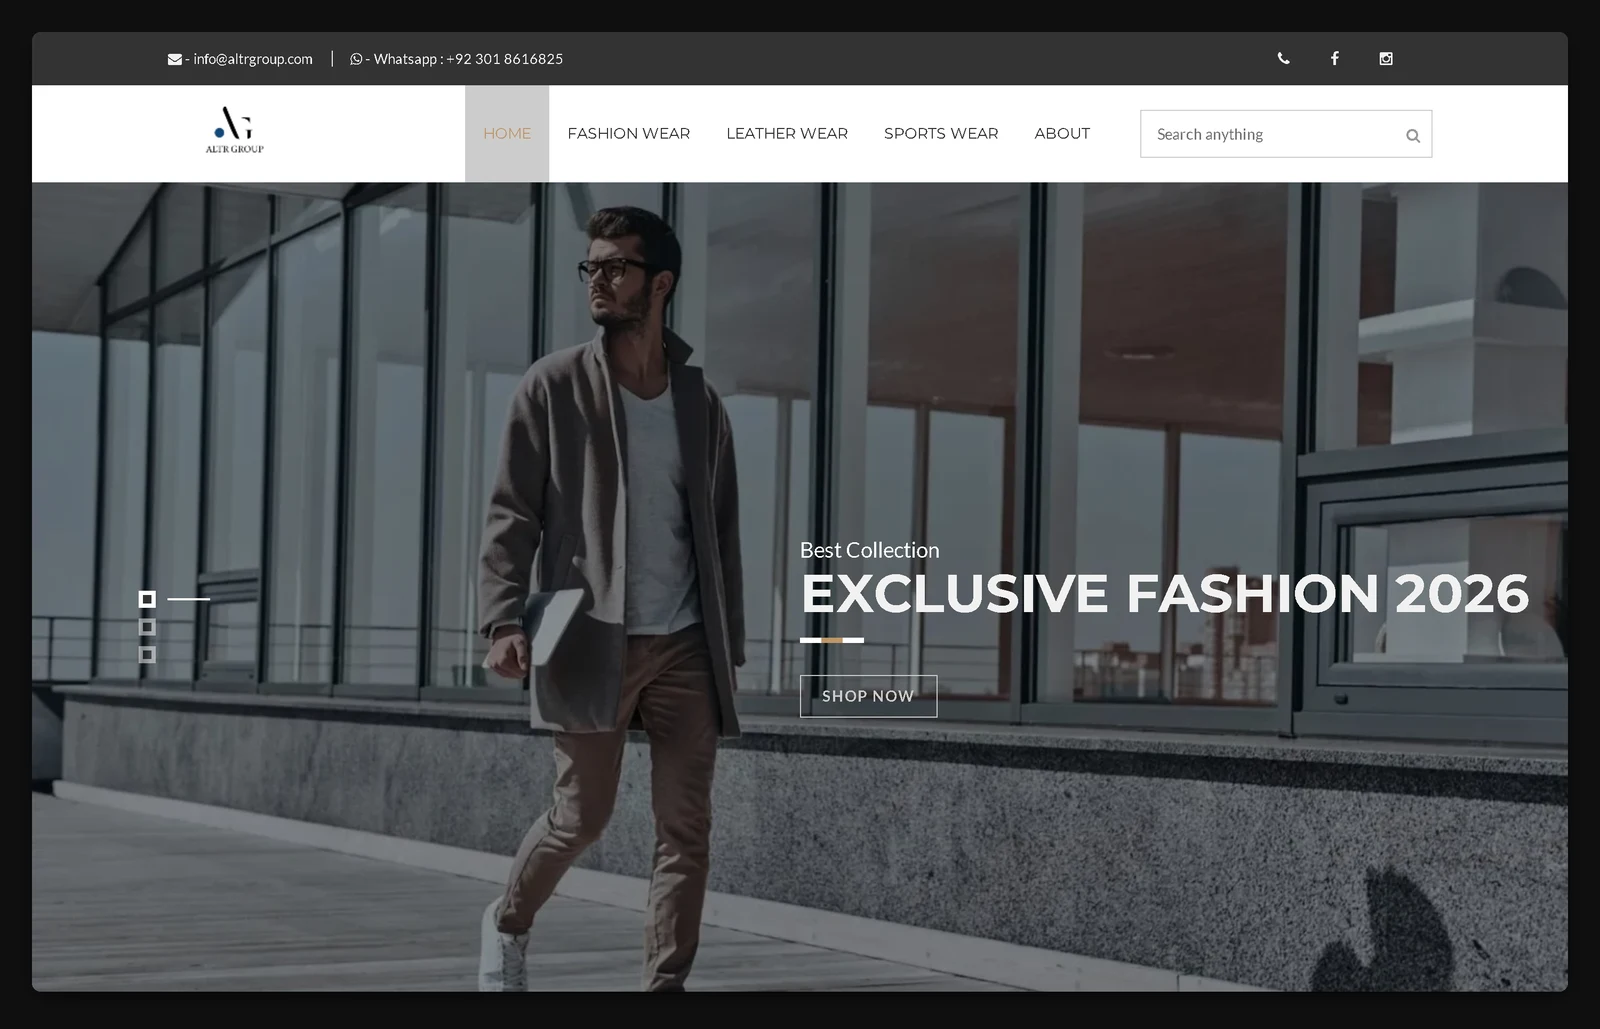 - info@altrgroup.com
- Whatsapp : +92 301 8616825
ALTR GROUP
HOME
FASHION WEAR
LEATHER WEAR
SPORTS WEAR
ABOUT
Search anything
Best Collection
EXCLUSIVE FASHION 2026
SHOP NOW